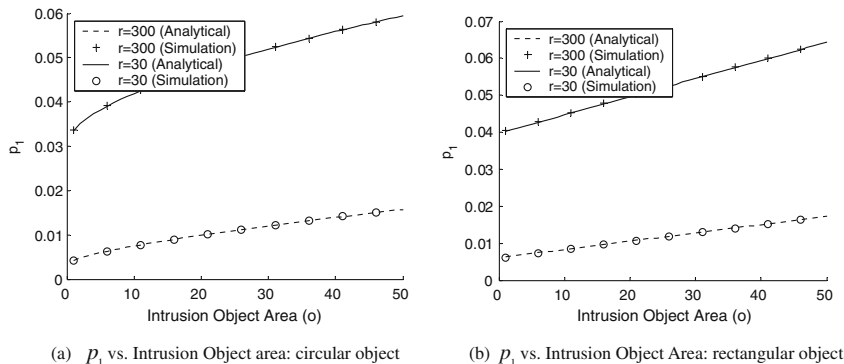 0.06
0.05
0.04
0.03
0.02
0.01
0
p1
r=300 (Analytical)
r=300 (Simulation)
r=30 (Analytical)
r=30 (Simulation)
0 10 20 30 40 50
Intrusion Object Area (o)
(a) p1 vs. Intrusion Object area: circular object
0.07
0.06
0.05
0.04
0.03
0.02
0.01
0
p1
r=300 (Analytical)
r=300 (Simulation)
r=30 (Analytical)
r=30 (Simulation)
0 10 20 30 40 50
Intrusion Object Area (o)
(b) p1 vs. Intrusion Object Area: rectangular object